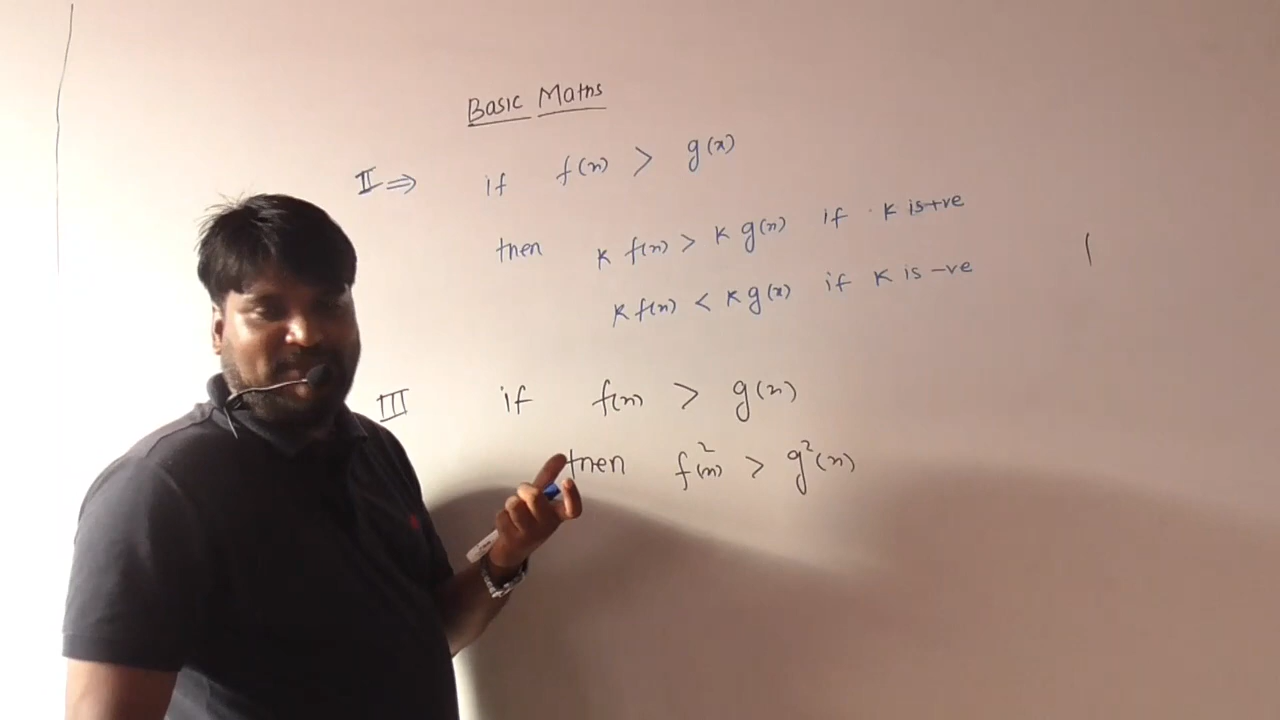 Basic Maths
II ⇒ if f(x) > g(x)
then K f(x) > K g(x) if K is +ve
K f(x) < K g(x) if K is -ve
III if f(x) > g(x)
then f²(x) > g²(x)